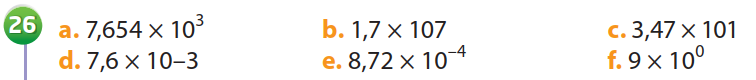 26 a. 7,654 × 10³ b. 1,7 × 107 c. 3,47 × 101
d. 7,6 × 10–3 e. 8,72 × 10⁻⁴ f. 9 × 10⁰